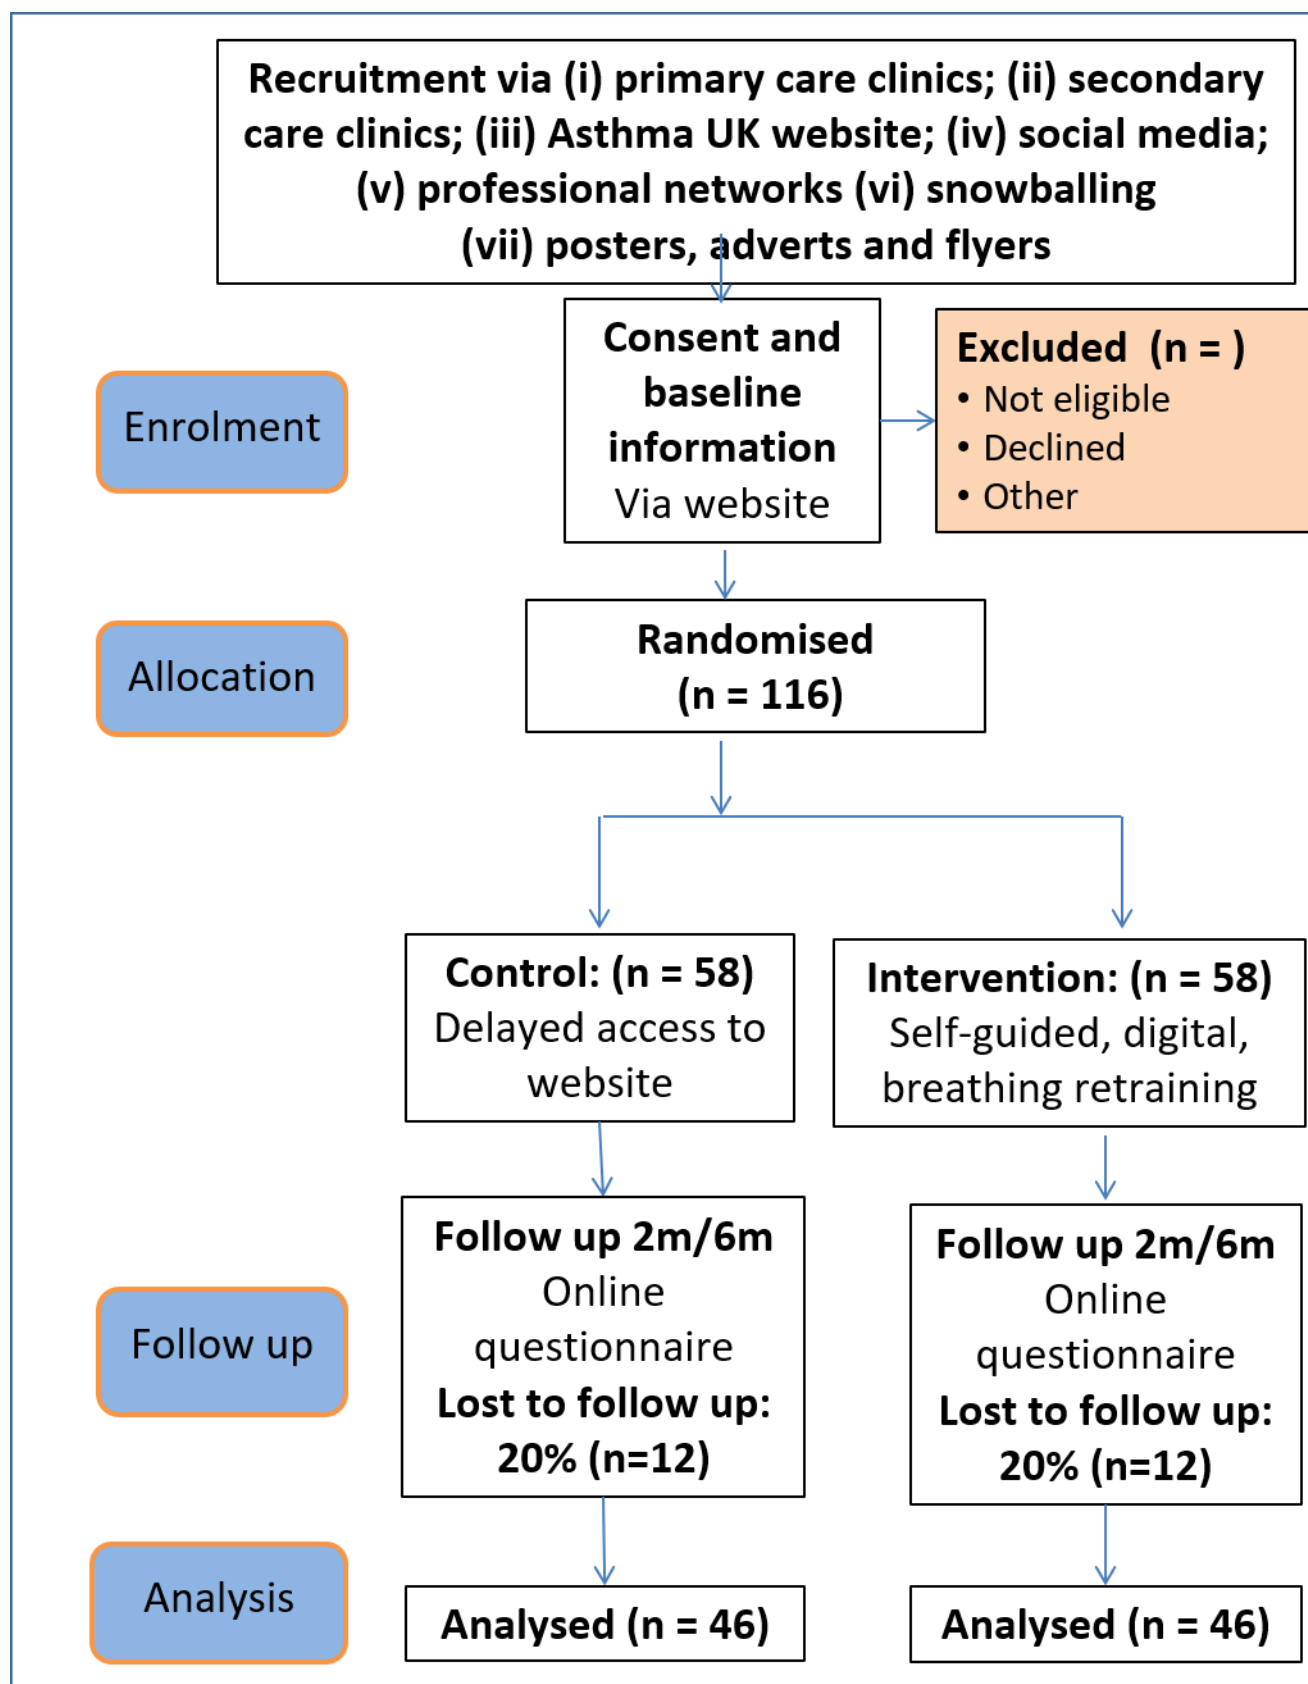 Recruitment via (i) primary care clinics; (ii) secondary
care clinics; (iii) Asthma UK website; (iv) social media;
(v) professional networks (vi) snowballing
(vii) posters, adverts and flyers
Enrolment
Consent and
baseline
information
Via website
Excluded (n = )
• Not eligible
• Declined
• Other
Allocation
Randomised
(n = 116)
Control: (n = 58)
Delayed access to
website
Intervention: (n = 58)
Self-guided, digital,
breathing retraining
Follow up
Follow up 2m/6m
Online
questionnaire
Lost to follow up:
20% (n=12)
Follow up 2m/6m
Online
questionnaire
Lost to follow up:
20% (n=12)
Analysis
Analysed (n = 46)
Analysed (n = 46)